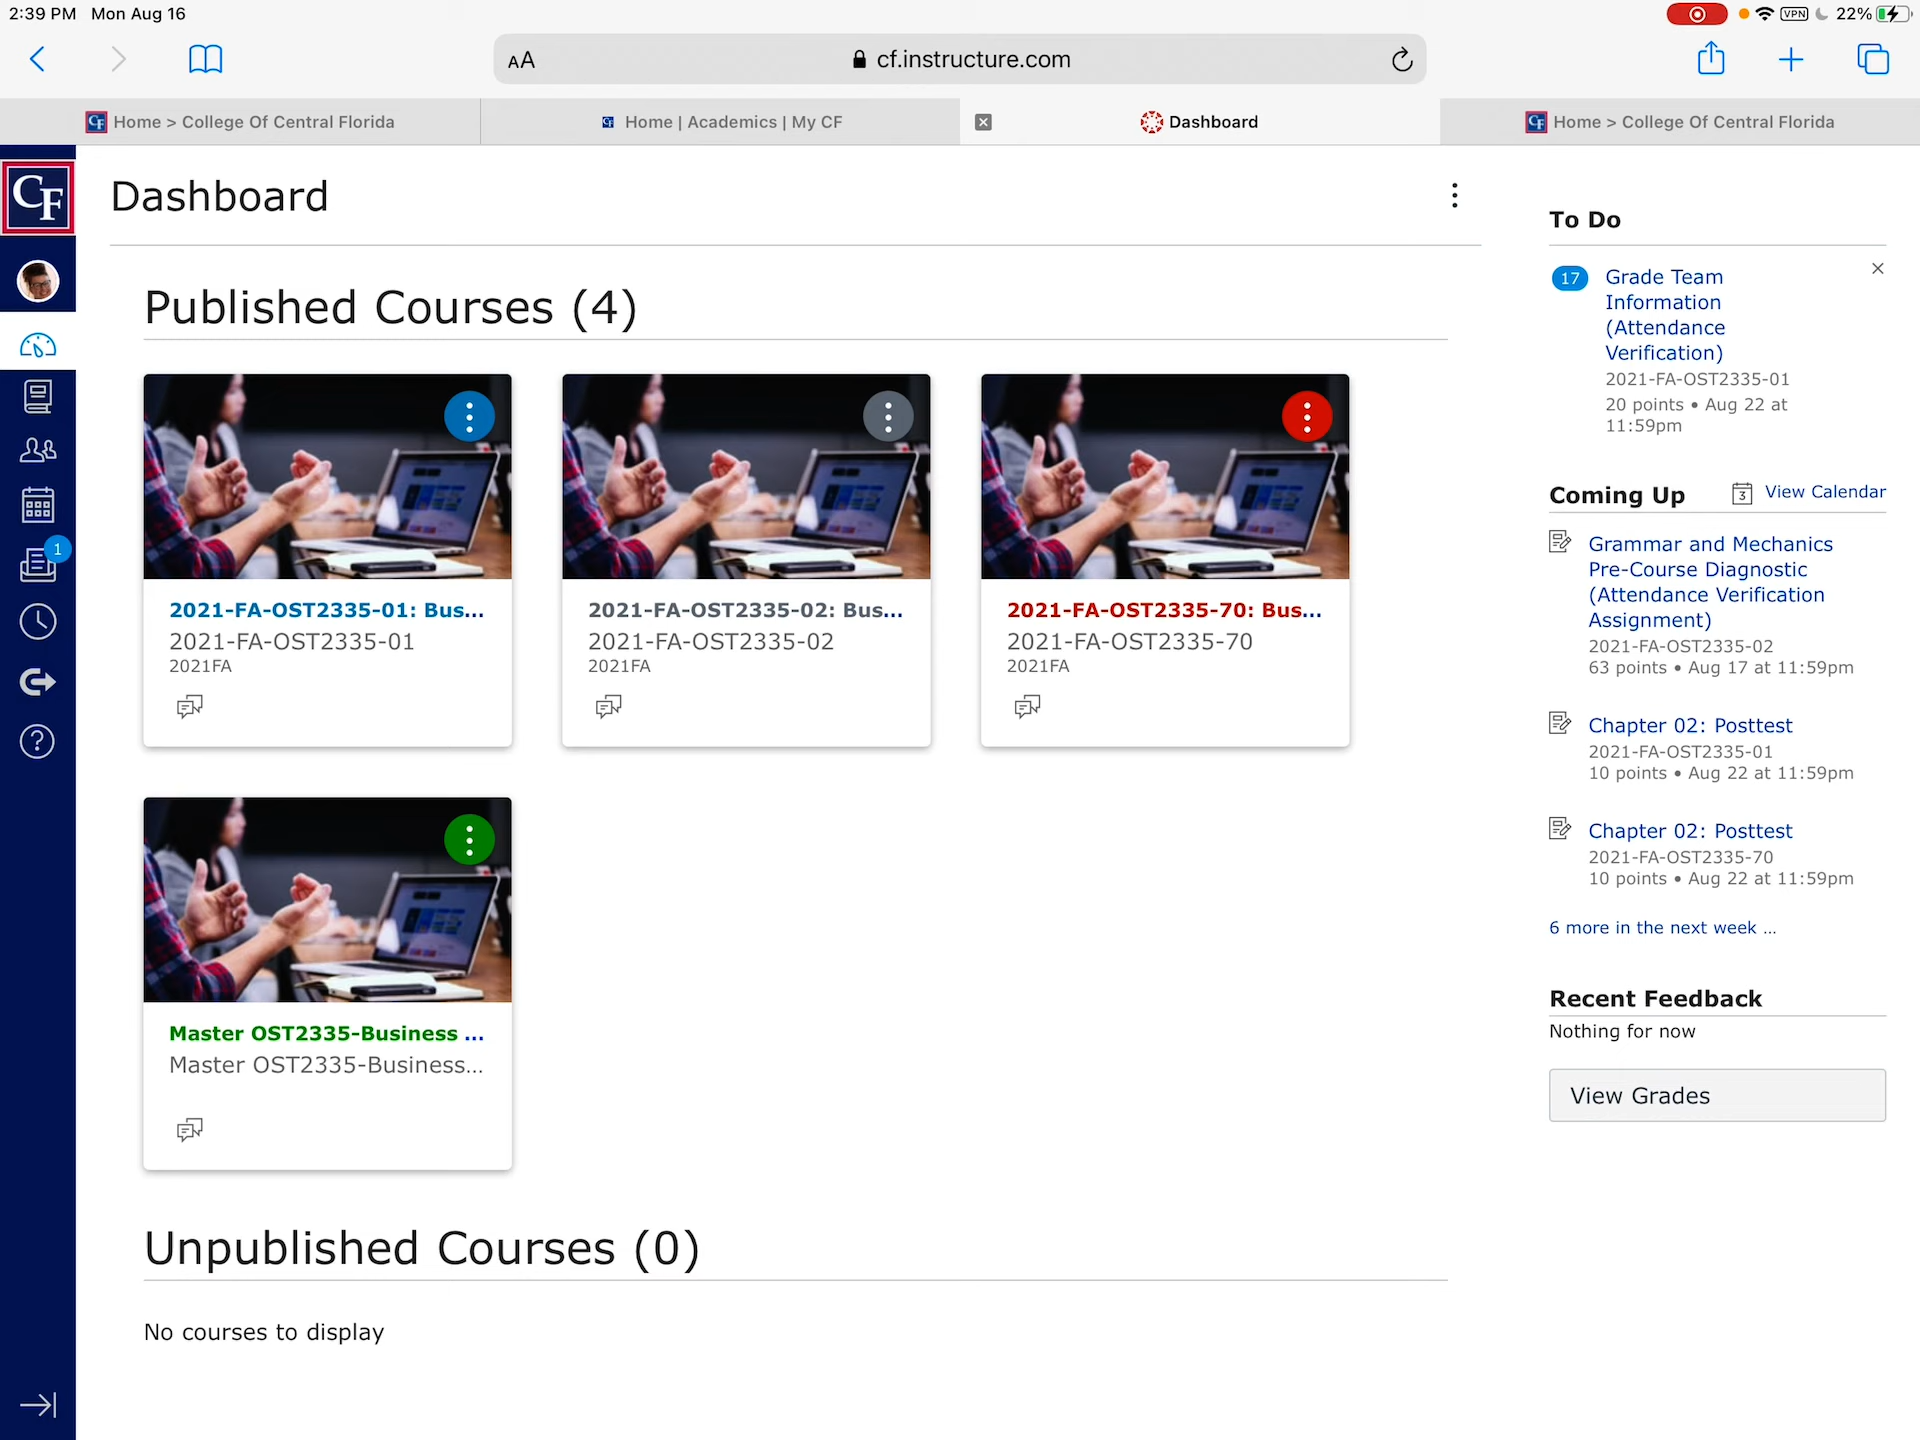 2:39 PM Mon Aug 16
VPN 22%
AA cf.instructure.com
Home > College Of Central Florida
Home | Academics | My CF
Dashboard
Home > College Of Central Florida
CF
Dashboard
Published Courses (4)
2021-FA-OST2335-01: Bus...
2021-FA-OST2335-01
2021FA
2021-FA-OST2335-02: Bus...
2021-FA-OST2335-02
2021FA
2021-FA-OST2335-70: Bus...
2021-FA-OST2335-70
2021FA
Master OST2335-Business ...
Master OST2335-Business...
Unpublished Courses (0)
No courses to display
1
To Do
17
Grade Team
Information
(Attendance
Verification)
2021-FA-OST2335-01
20 points • Aug 22 at
11:59pm
Coming Up
3 View Calendar
Grammar and Mechanics
Pre-Course Diagnostic
(Attendance Verification
Assignment)
2021-FA-OST2335-02
63 points • Aug 17 at 11:59pm
Chapter 02: Posttest
2021-FA-OST2335-01
10 points • Aug 22 at 11:59pm
Chapter 02: Posttest
2021-FA-OST2335-70
10 points • Aug 22 at 11:59pm
6 more in the next week ...
Recent Feedback
Nothing for now
View Grades